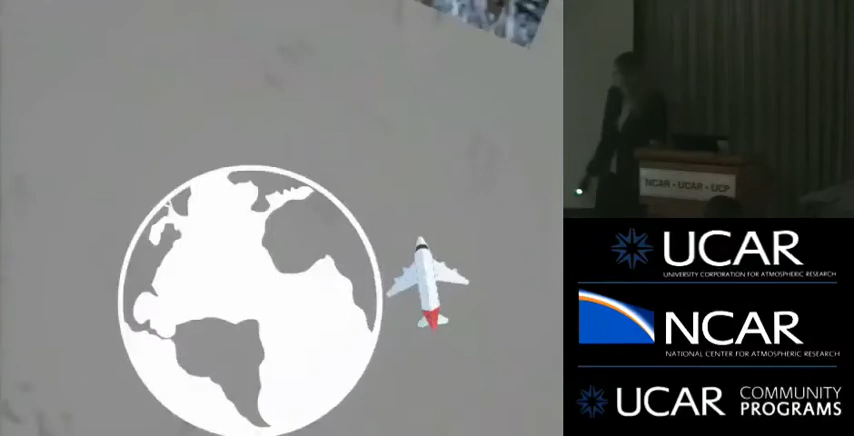 NCAR • UCAR • UCP
UCAR
UNIVERSITY CORPORATION FOR ATMOSPHERIC RESEARCH
NCAR
NATIONAL CENTER FOR ATMOSPHERIC RESEARCH
UCAR COMMUNITY PROGRAMS